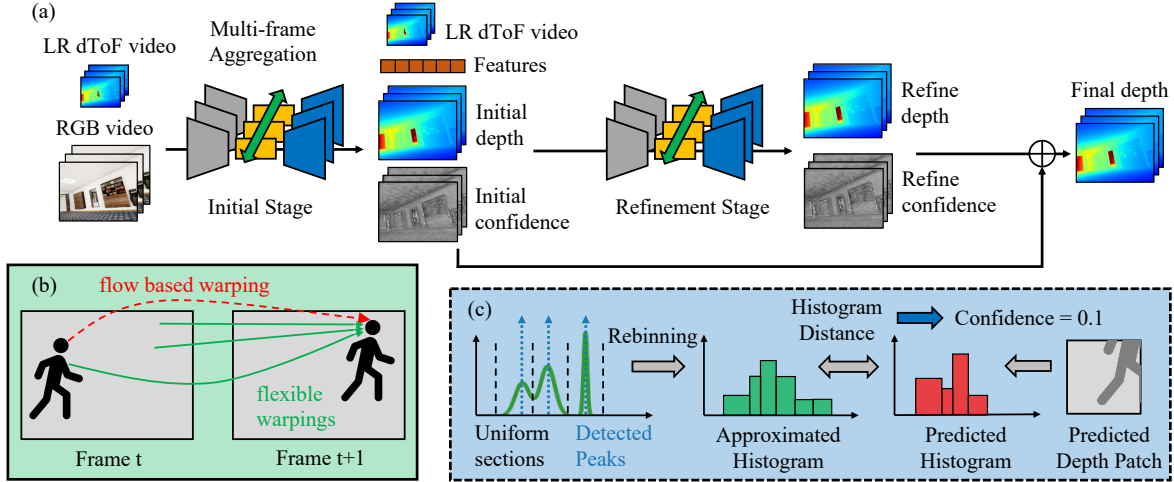 (a)
LR dToF video
RGB video
Multi-frame
Aggregation
Initial Stage
LR dToF video
Features
Initial
depth
Initial
confidence
Refinement Stage
Refine
depth
Refine
confidence
Final depth
(b)
flow based warping
flexible
warpings
Frame t
Frame t+1
(c)
Rebinning
Histogram
Distance
Confidence = 0.1
Uniform
sections
Detected
Peaks
Approximated
Histogram
Predicted
Histogram
Predicted
Depth Patch